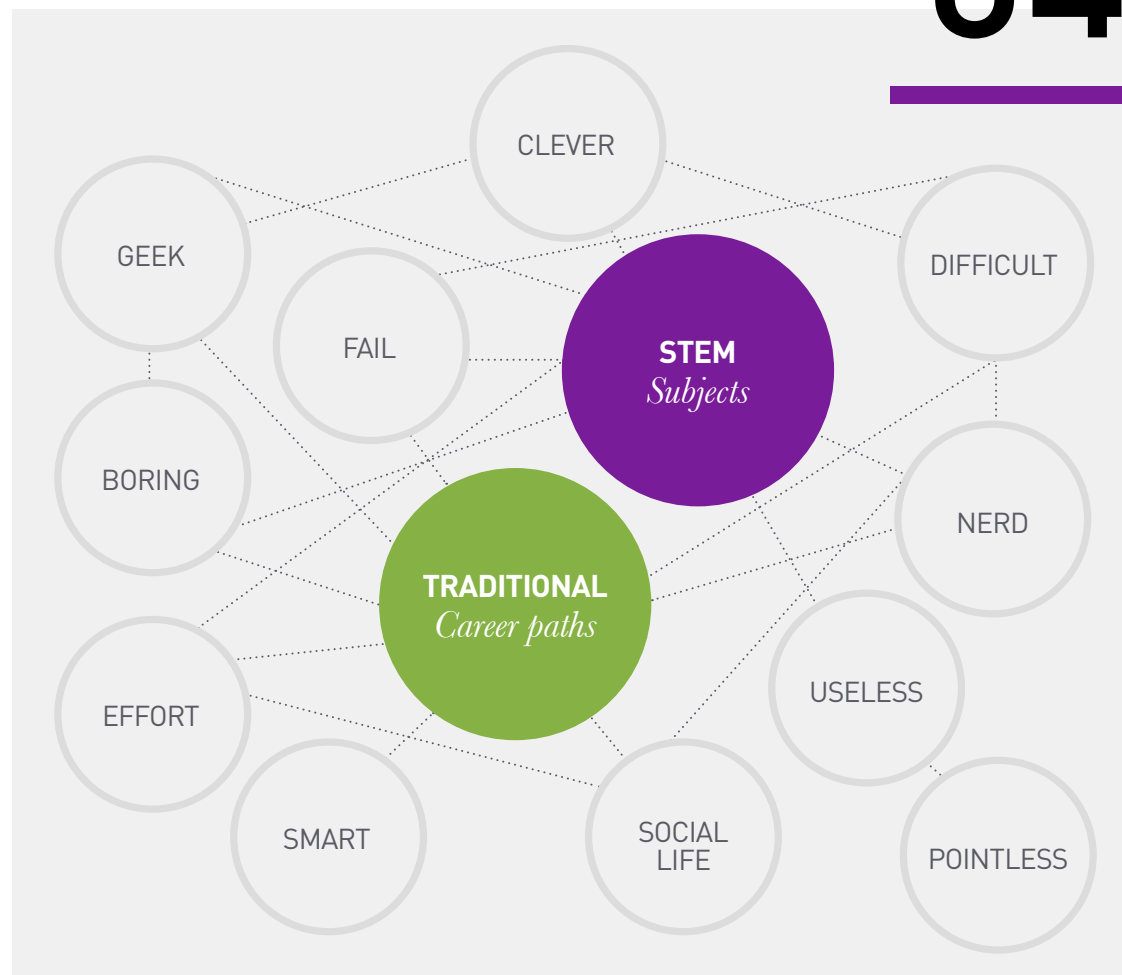 CLEVER
GEEK
DIFFICULT
FAIL
STEM
Subjects
BORING
NERD
TRADITIONAL
Career paths
USELESS
EFFORT
SMART
SOCIAL
LIFE
POINTLESS